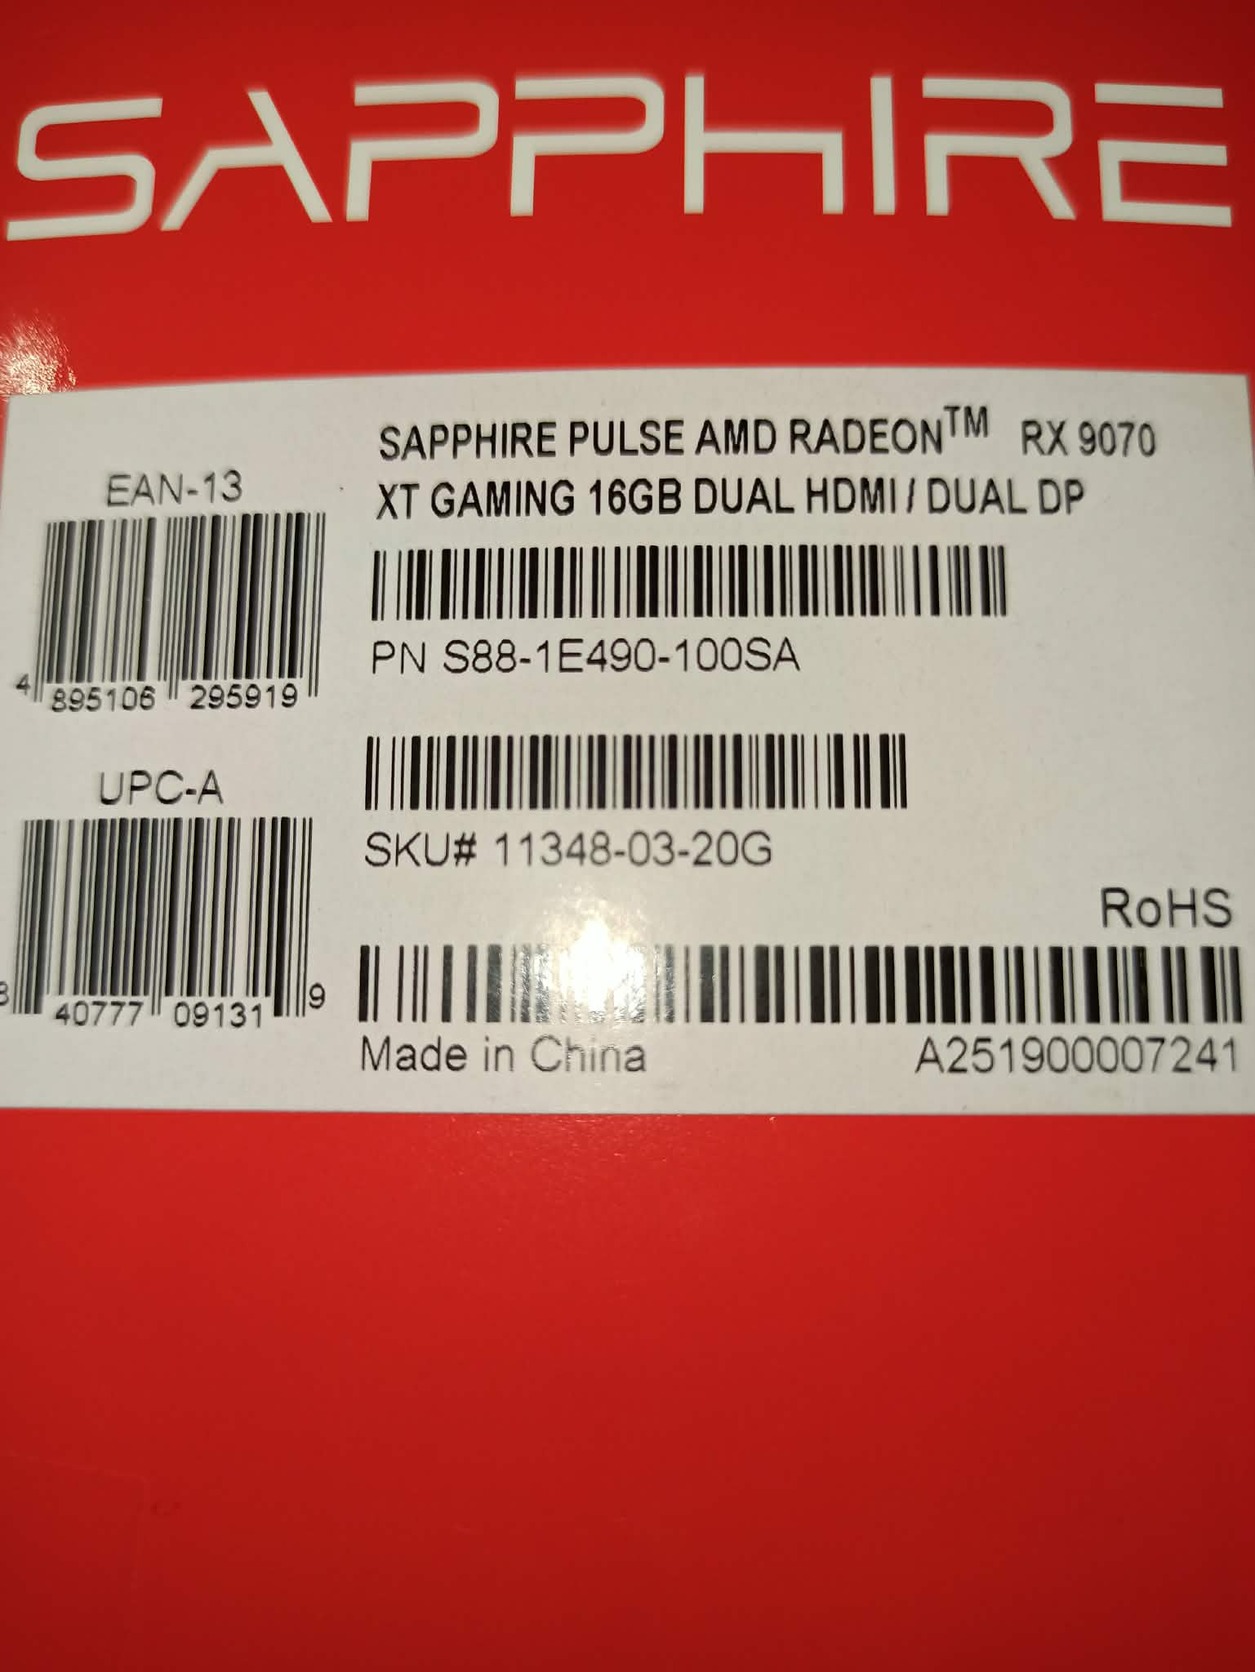 SAPPHIRE
SAPPHIRE PULSE AMD RADEON™ RX 9070
XT GAMING 16GB DUAL HDMI / DUAL DP
EAN-13
4 895106 295919
PN S88-1E490-100SA
UPC-A
8 40777 09131 9
SKU# 11348-03-20G
RoHS
Made in China A251900007241